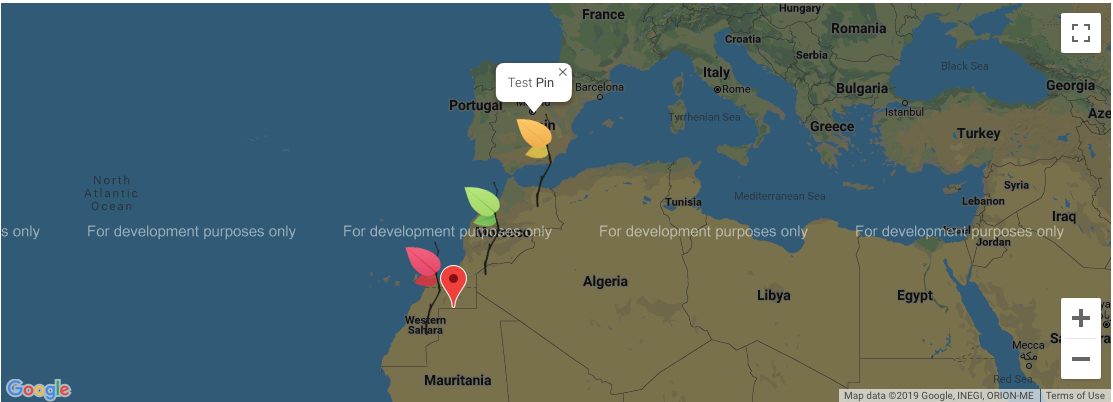 France
Hungary
Croatia
Romania
Serbia
Black Sea
Test Pin
Barcelona
Italy
Rome
Bulgaria
Georgia
Portugal
Istanbul
Tyrrhenian Sea
Greece
Turkey
North
Atlantic
Ocean
Syria
Mediterranean Sea
Tunisia
Lebanon
Iraq
s only
For development purposes only
For development purposes only
For development purposes only
For development purposes only
Jordan
Algeria
Libya
Egypt
Western
Sahara
Mecca
مكة
Mauritania
Red Sea
Google
Map data ©2019 Google, INEGI, ORION-ME
Terms of Use